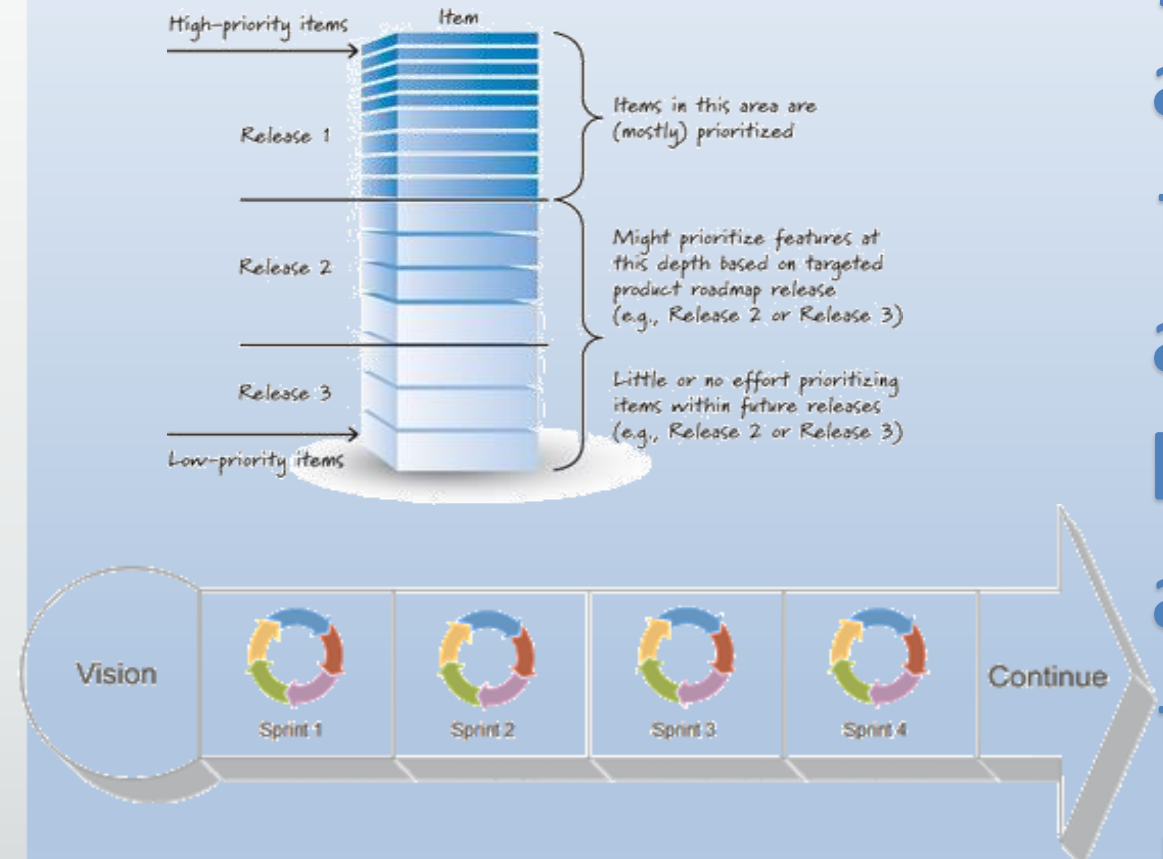 Item
High-priority items
Items in this area are
(mostly) prioritized
Release 1
Might prioritize features at
this depth based on targeted
product roadmap release
(e.g., Release 2 or Release 3)
Release 2
Little or no effort prioritizing
items within future releases
(e.g., Release 2 or Release 3)
Release 3
Low-priority items
Vision
Sprint 1
Sprint 2
Sprint 3
Sprint 4
Continue